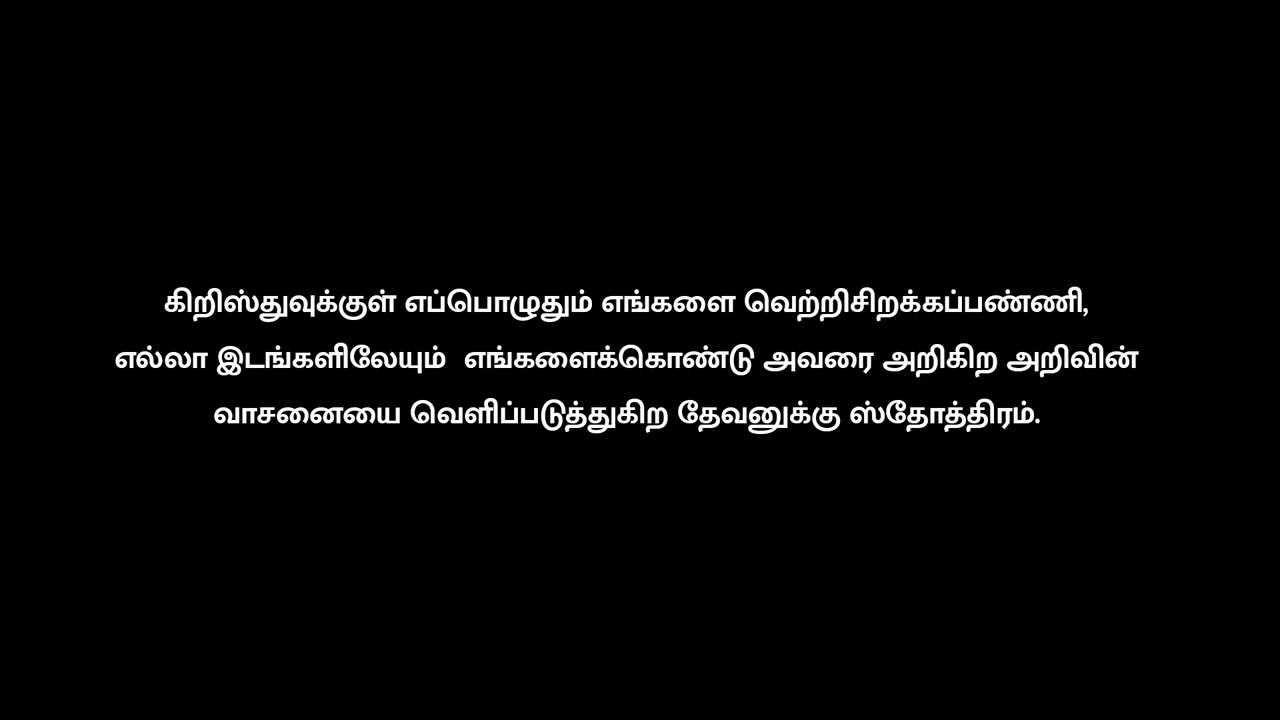 கிறிஸ்துவுக்குள் எப்பொழுதும் எங்களை வெற்றிசிறக்கப்பண்ணி,
எல்லா இடங்களிலேயும்  எங்களைக்கொண்டு அவரை அறிகிற அறிவின்
வாசனையை வெளிப்படுத்துகிற தேவனுக்கு ஸ்தோத்திரம்.